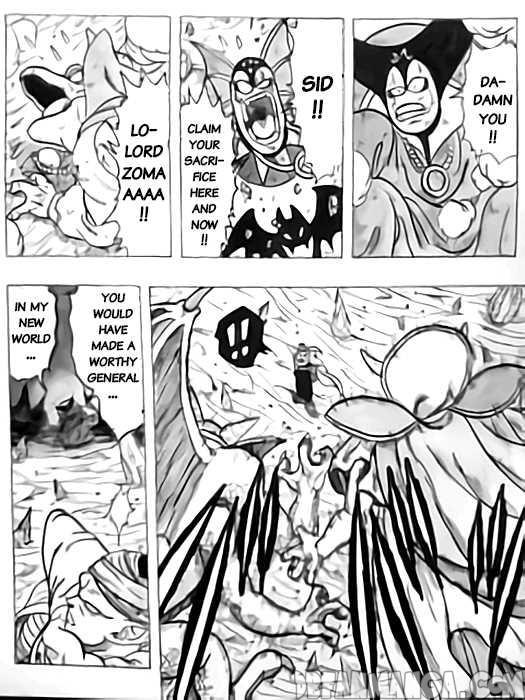 DA-
DAMN
YOU !!
SID
!!
CLAIM
YOUR
SACRI-
FICE
HERE
AND
NOW
!!
LO-
LORD
ZOMA
AAAA
!!
!!
YOU
WOULD
HAVE
MADE A
WORTHY
GENERAL
...
IN MY
NEW
WORLD
...